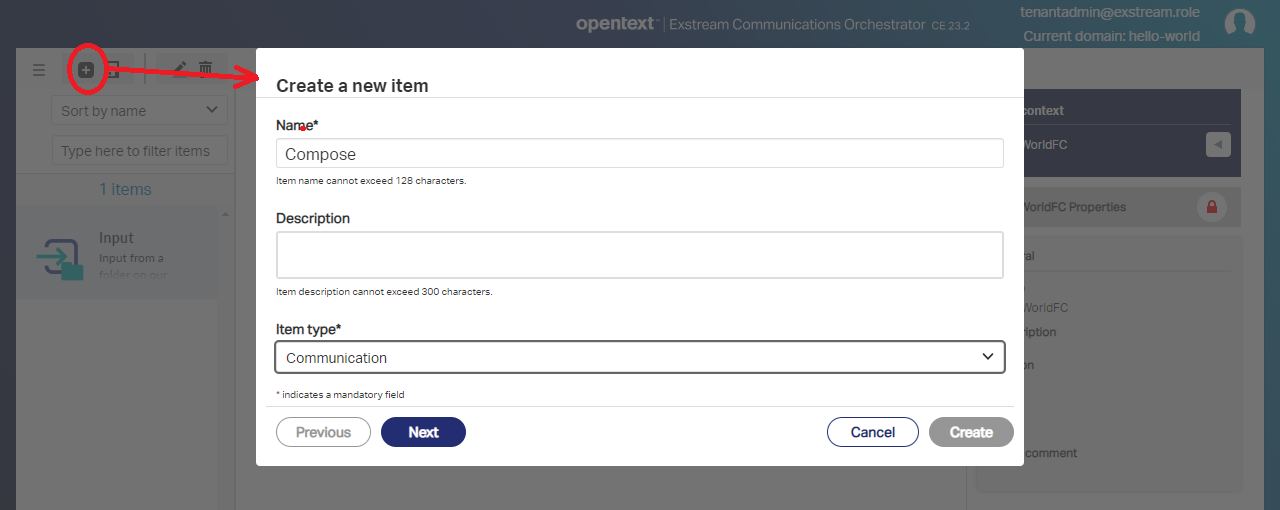 opentext™ | Exstream Communications Orchestrator CE 23.2
tenantadmin@exstream.role
Current domain: hello-world
Sort by name
Type here to filter items
1 items
Input
Input from a
folder on our
Create a new item
Name*
Compose
Item name cannot exceed 128 characters.
Description
Item description cannot exceed 300 characters.
Item type*
Communication
* indicates a mandatory field
Previous
Next
Cancel
Create
context
WorldFC
WorldFC Properties
WorldFC
comment